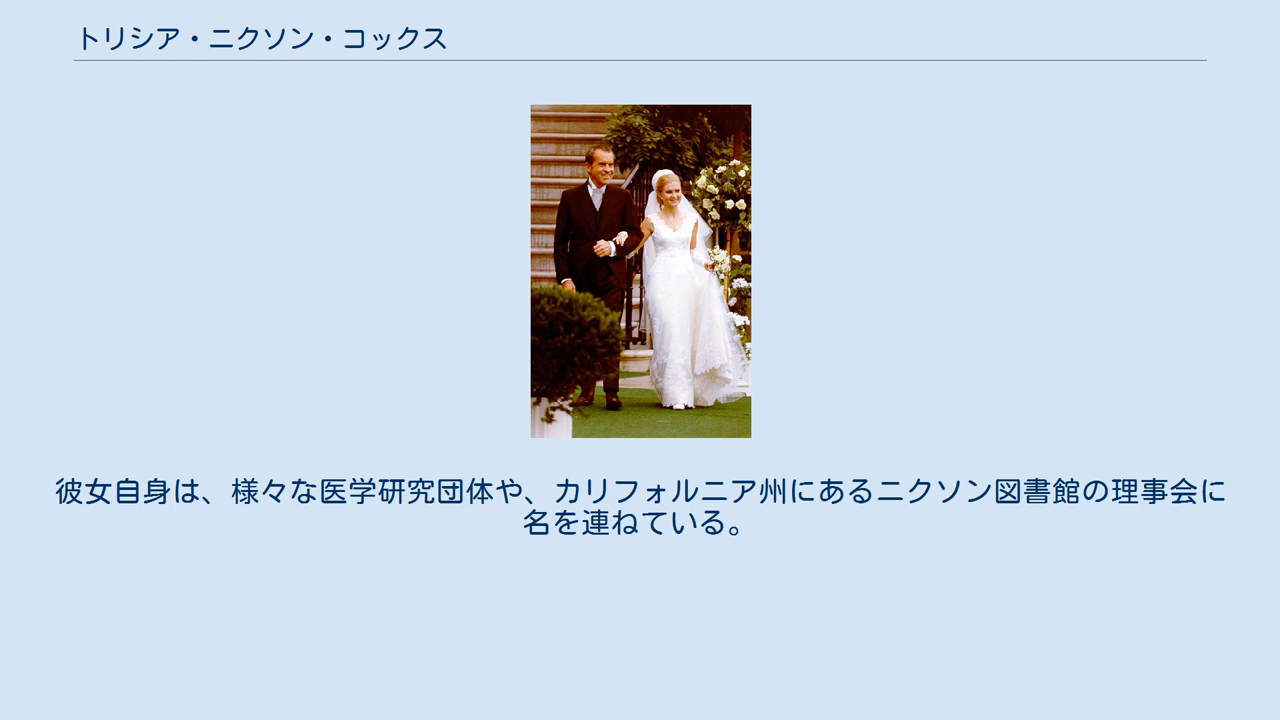 トリシア・ニクソン・コックス
彼女自身は、様々な医学研究団体や、カリフォルニア州にあるニクソン図書館の理事会に
名を連ねている。